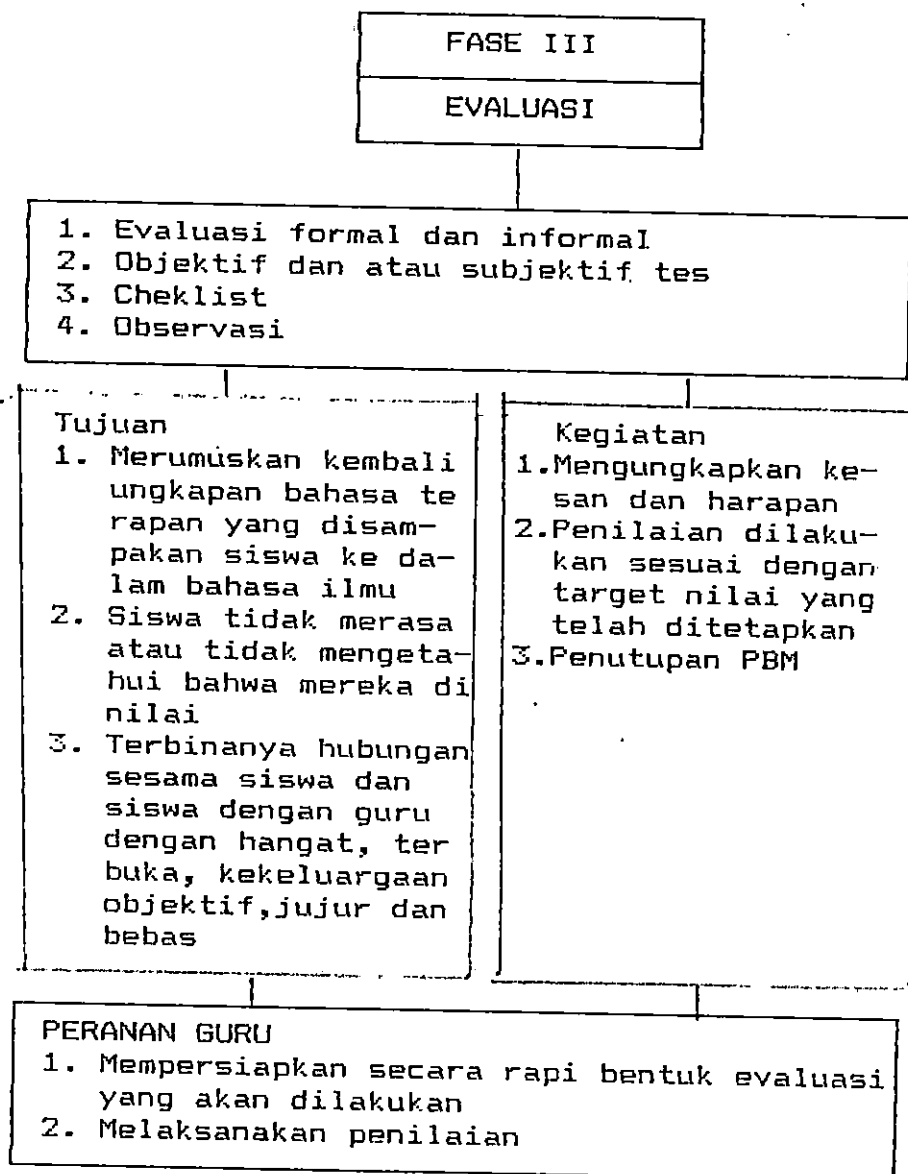 FASE III
EVALUASI
1. Evaluasi formal dan informal
2. Objektif dan atau subjektif tes
3. Cheklist
4. Observasi
Tujuan
1. Merumuskan kembali
ungkapan bahasa te
rapan yang disam-
pakan siswa ke da-
lam bahasa ilmu
2. Siswa tidak merasa
atau tidak mengeta-
hui bahwa mereka di
nilai
3. Terbinanya hubungan
sesama siswa dan
siswa dengan guru
dengan hangat, ter
buka, kekeluargaan
objektif,jujur dan
bebas
Kegiatan
1.Mengungkapkan ke-
san dan harapan
2.Penilaian dilaku-
kan sesuai dengan
target nilai yang
telah ditetapkan
3.Penutupan PBM
PERANAN GURU
1. Mempersiapkan secara rapi bentuk evaluasi
yang akan dilakukan
2. Melaksanakan penilaian